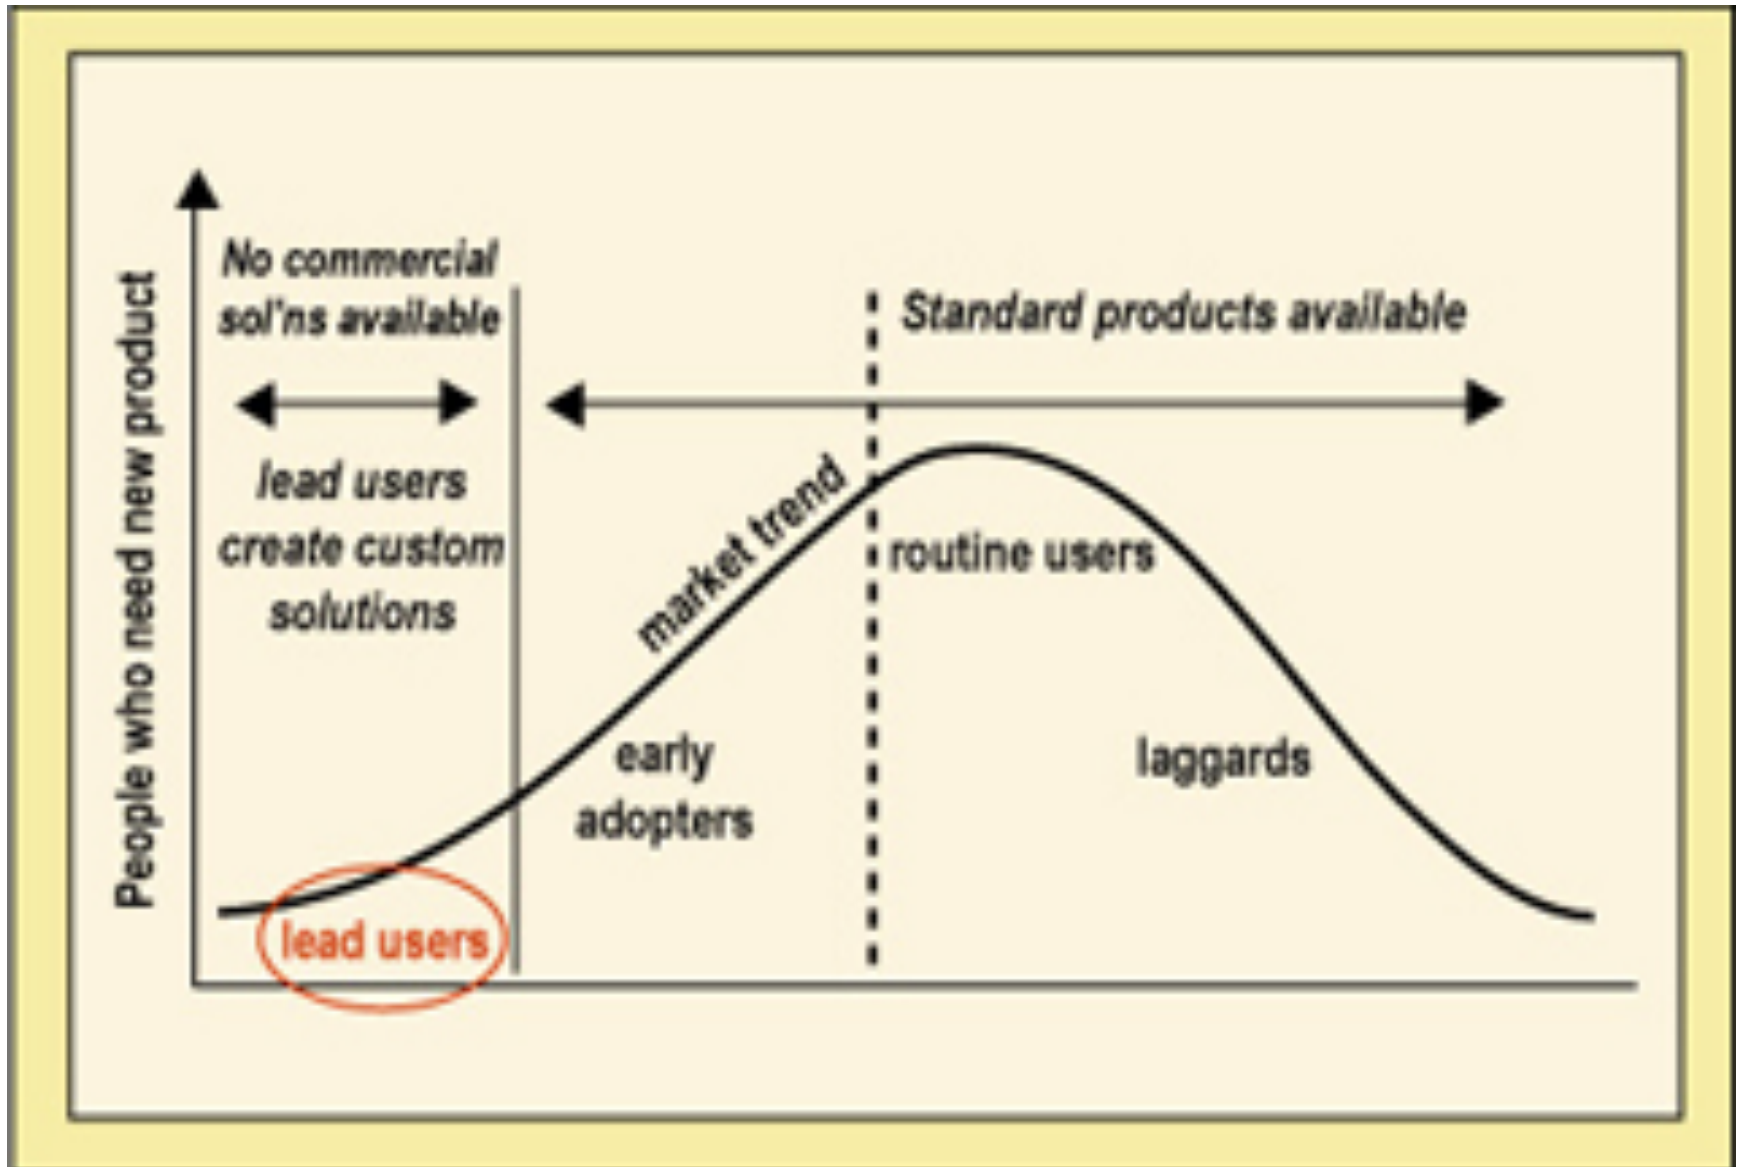 People who need new product
No commercial
sol'ns available
lead users
create custom
solutions
Standard products available
market trend
routine users
early
adopters
laggards
lead users